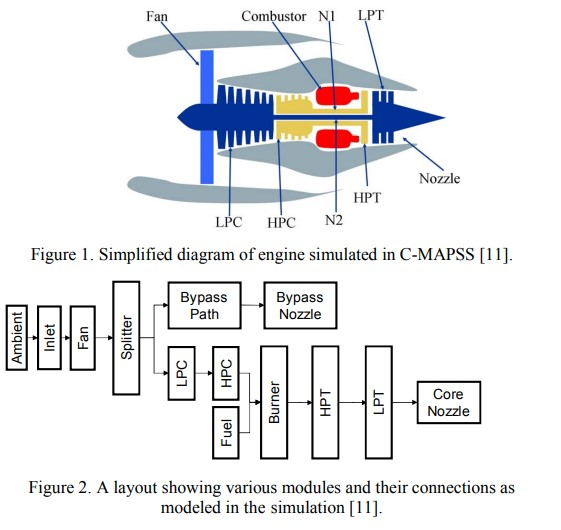 Fan
Combustor N1 LPT
Nozzle
HPT
LPC HPC N2
Figure 1. Simplified diagram of engine simulated in C-MAPSS [11].
Ambient
Inlet
Fan
Splitter
Bypass
Path
Bypass
Nozzle
LPC
HPC
Fuel
Burner
HPT
LPT
Core
Nozzle
Figure 2. A layout showing various modules and their connections as
modeled in the simulation [11].